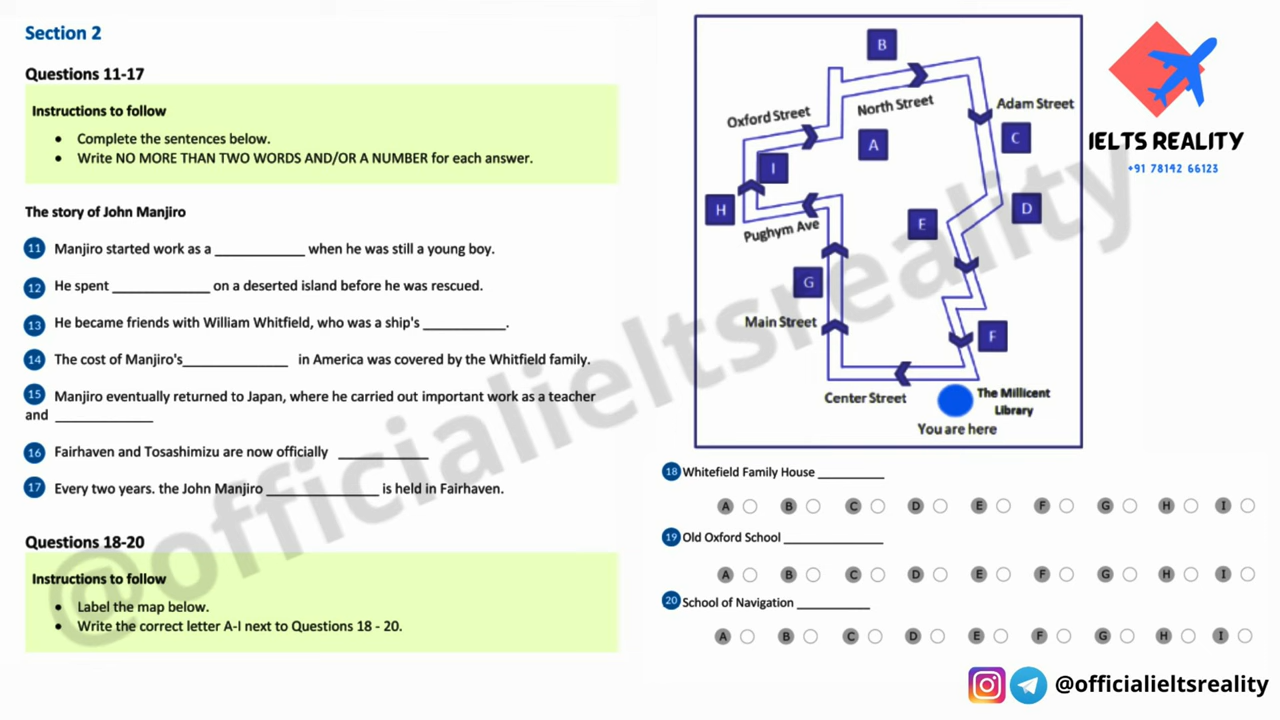 Section 2
Questions 11-17
Instructions to follow
• Complete the sentences below.
• Write NO MORE THAN TWO WORDS AND/OR A NUMBER for each answer.
The story of John Manjiro
11 Manjiro started work as a ____________ when he was still a young boy.
12 He spent _____________ on a deserted island before he was rescued.
13 He became friends with William Whitfield, who was a ship's ___________.
14 The cost of Manjiro's______________ in America was covered by the Whitfield family.
15 Manjiro eventually returned to Japan, where he carried out important work as a teacher
and _____________
16 Fairhaven and Tosashimizu are now officially ____________
17 Every two years. the John Manjiro _______________ is held in Fairhaven.
Questions 18-20
Instructions to follow
• Label the map below.
• Write the correct letter A-I next to Questions 18 - 20.
B
Oxford Street
North Street
Adam Street
A
C
I
H
Pughym Ave
E
D
G
Main Street
F
Center Street
The Millicent
Library
You are here
IELTS REALITY
+91 78142 66123
18 Whitefield Family House _________
A B C D E F G H I
19 Old Oxford School _____________
A B C D E F G H I
20 School of Navigation __________
A B C D E F G H I
@officialieltsreality
@officialieltsreality